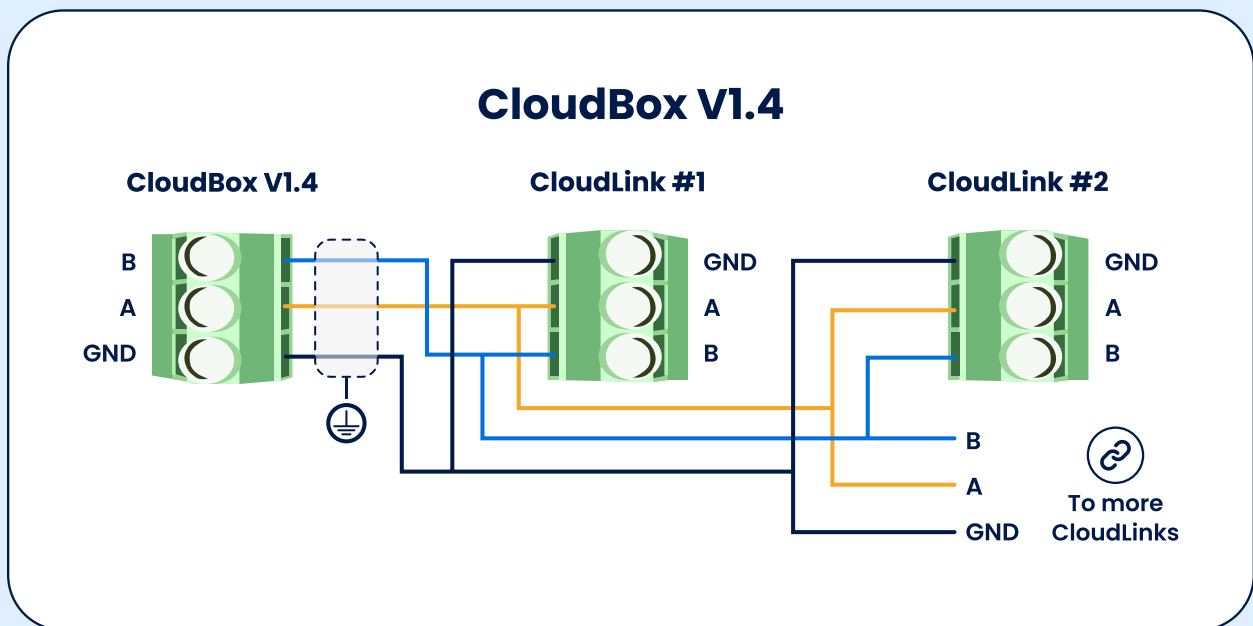 CloudBox V1.4
CloudBox V1.4
CloudLink #1
CloudLink #2
B
A
GND
GND
A
B
GND
A
B
B
A
GND
To more
CloudLinks